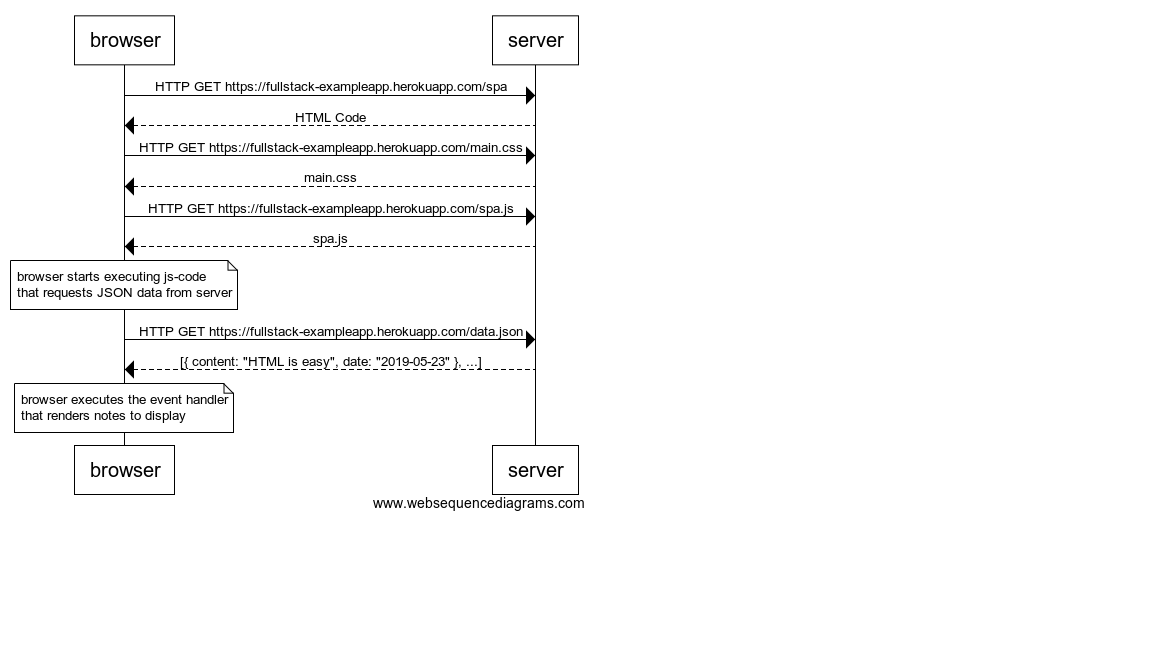 browser
server
HTTP GET https://fullstack-exampleapp.herokuapp.com/spa
HTML Code
HTTP GET https://fullstack-exampleapp.herokuapp.com/main.css
main.css
HTTP GET https://fullstack-exampleapp.herokuapp.com/spa.js
spa.js
browser starts executing js-code
that requests JSON data from server
HTTP GET https://fullstack-exampleapp.herokuapp.com/data.json
[{ content: "HTML is easy", date: "2019-05-23" }, ...]
browser executes the event handler
that renders notes to display
browser
server
www.websequencediagrams.com